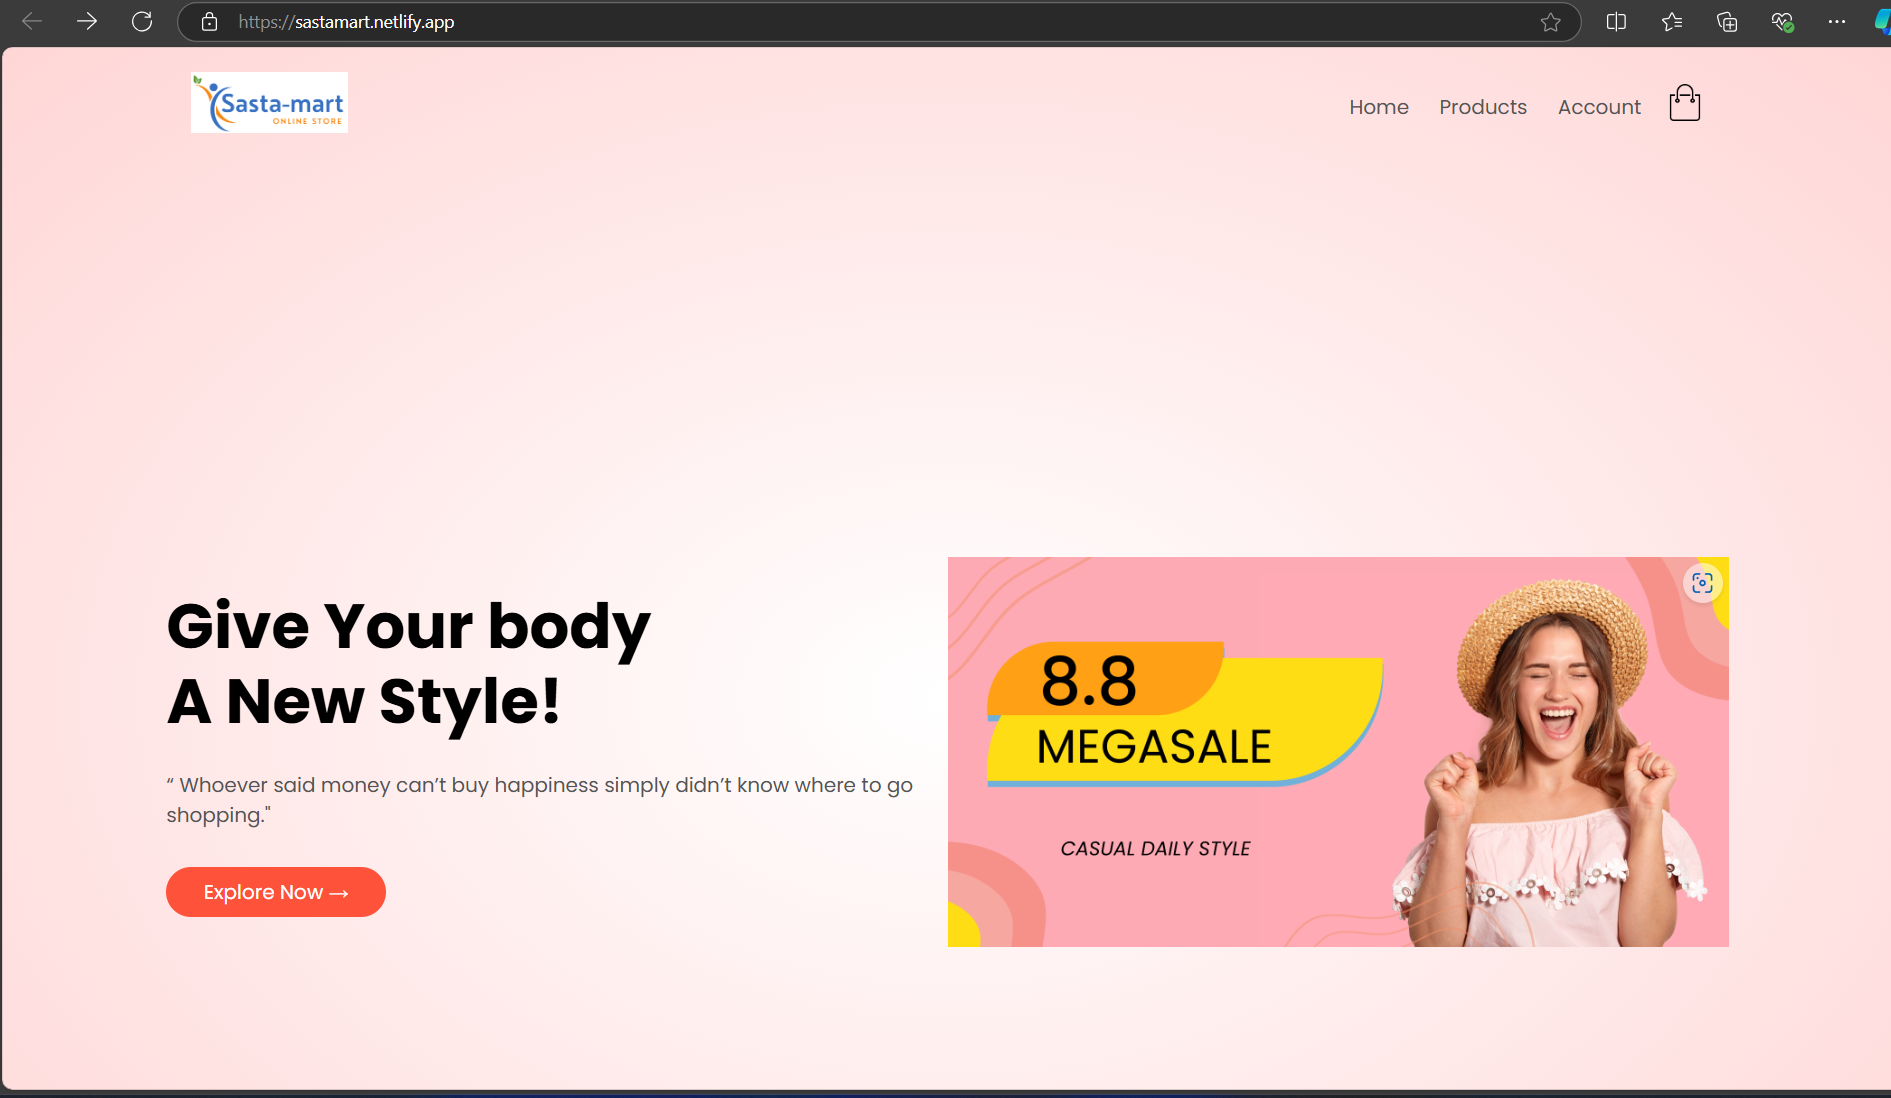 https://sastamart.netlify.app
Sasta-mart
ONLINE STORE
Home Products Account
Give Your body
A New Style!
“ Whoever said money can’t buy happiness simply didn’t know where to go
shopping."
Explore Now →
8.8
MEGASALE
CASUAL DAILY STYLE